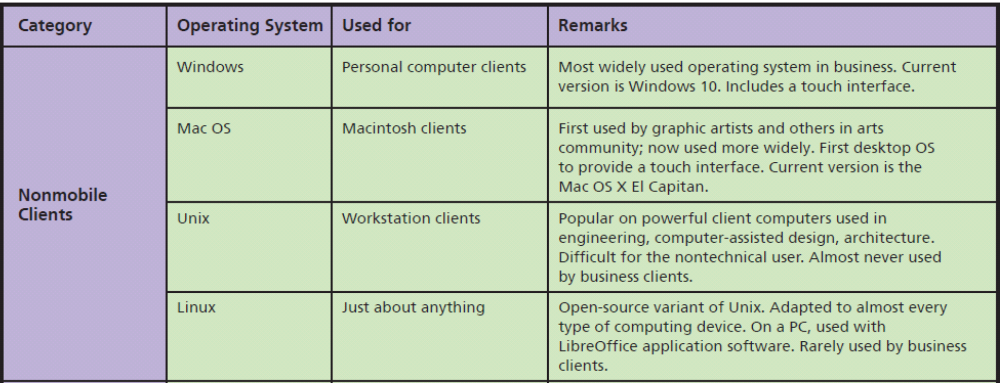 Category
Operating System
Used for
Remarks
Nonmobile
Clients
Windows
Personal computer clients
Most widely used operating system in business. Current
version is Windows 10. Includes a touch interface.
Mac OS
Macintosh clients
First used by graphic artists and others in arts
community; now used more widely. First desktop OS
to provide a touch interface. Current version is the
Mac OS X El Capitan.
Unix
Workstation clients
Popular on powerful client computers used in
engineering, computer-assisted design, architecture.
Difficult for the nontechnical user. Almost never used
by business clients.
Linux
Just about anything
Open-source variant of Unix. Adapted to almost every
type of computing device. On a PC, used with
LibreOffice application software. Rarely used by business
clients.